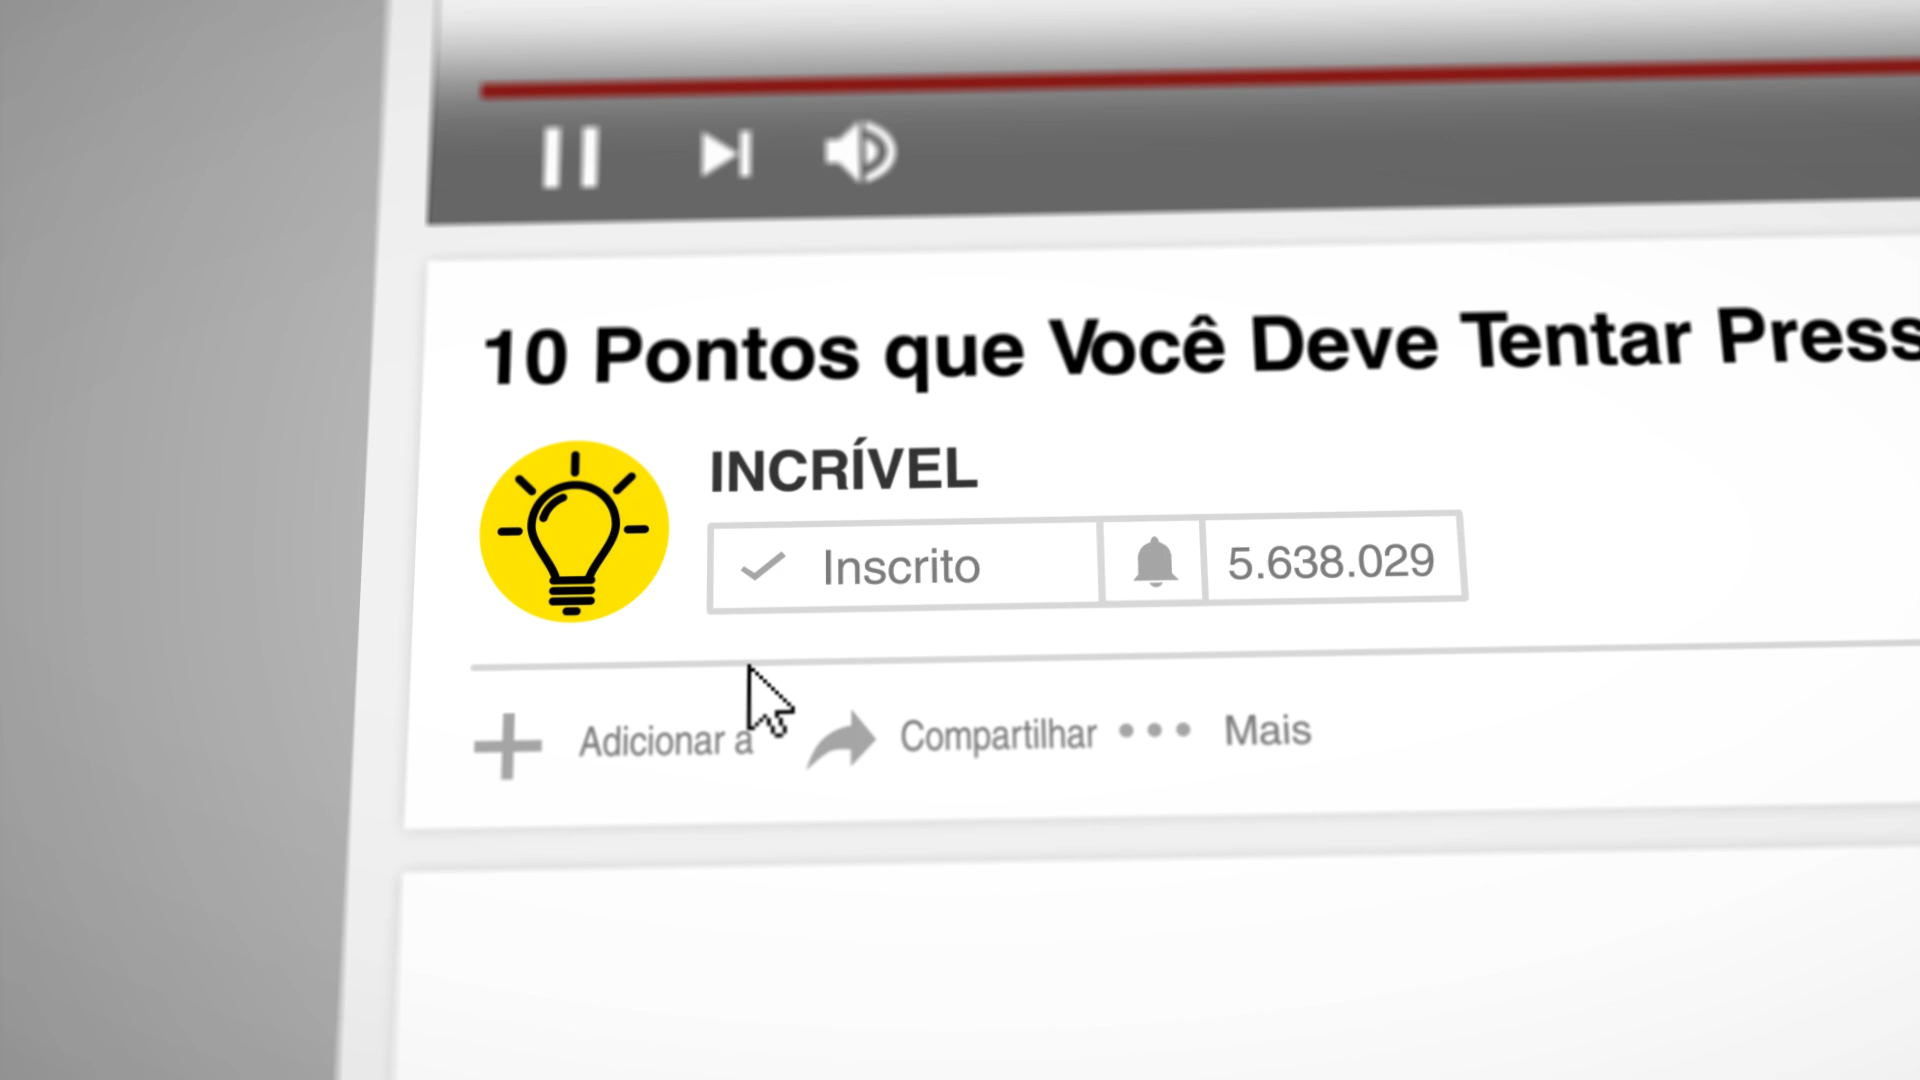 10 Pontos que Você Deve Tentar Press
INCRÍVEL
Inscrito 5.638.029
Adicionar a Compartilhar Mais